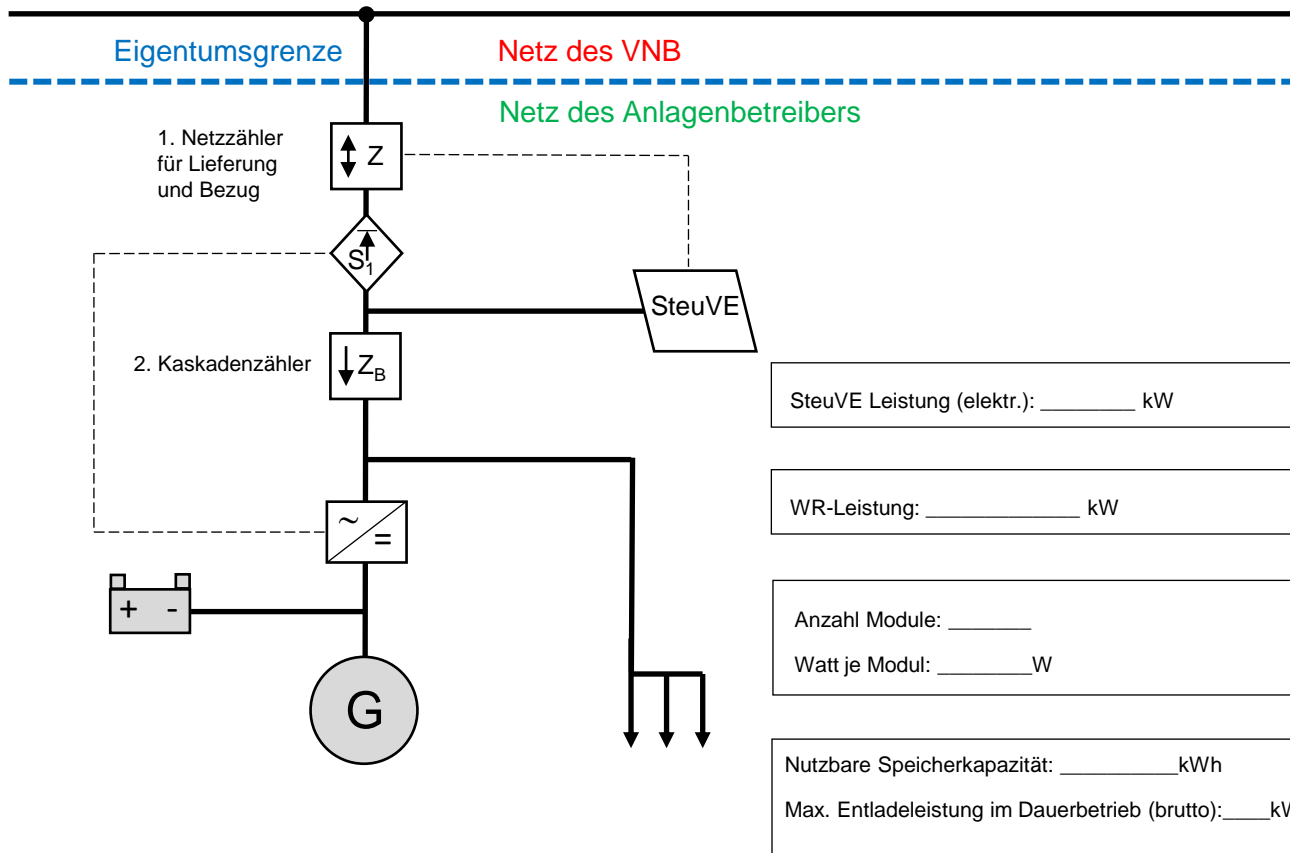 Eigentumsgrenze
Netz des VNB
Netz des Anlagenbetreibers
1. Netzzähler
für Lieferung
und Bezug
Z
S1
SteuVE
2. Kaskadenzähler
ZB
SteuVE Leistung (elektr.): ________ kW
WR-Leistung: _____________ kW
~
=
+ -
Anzahl Module: _______
Watt je Modul: ________W
G
Nutzbare Speicherkapazität: __________kWh
Max. Entladeleistung im Dauerbetrieb (brutto):____kW